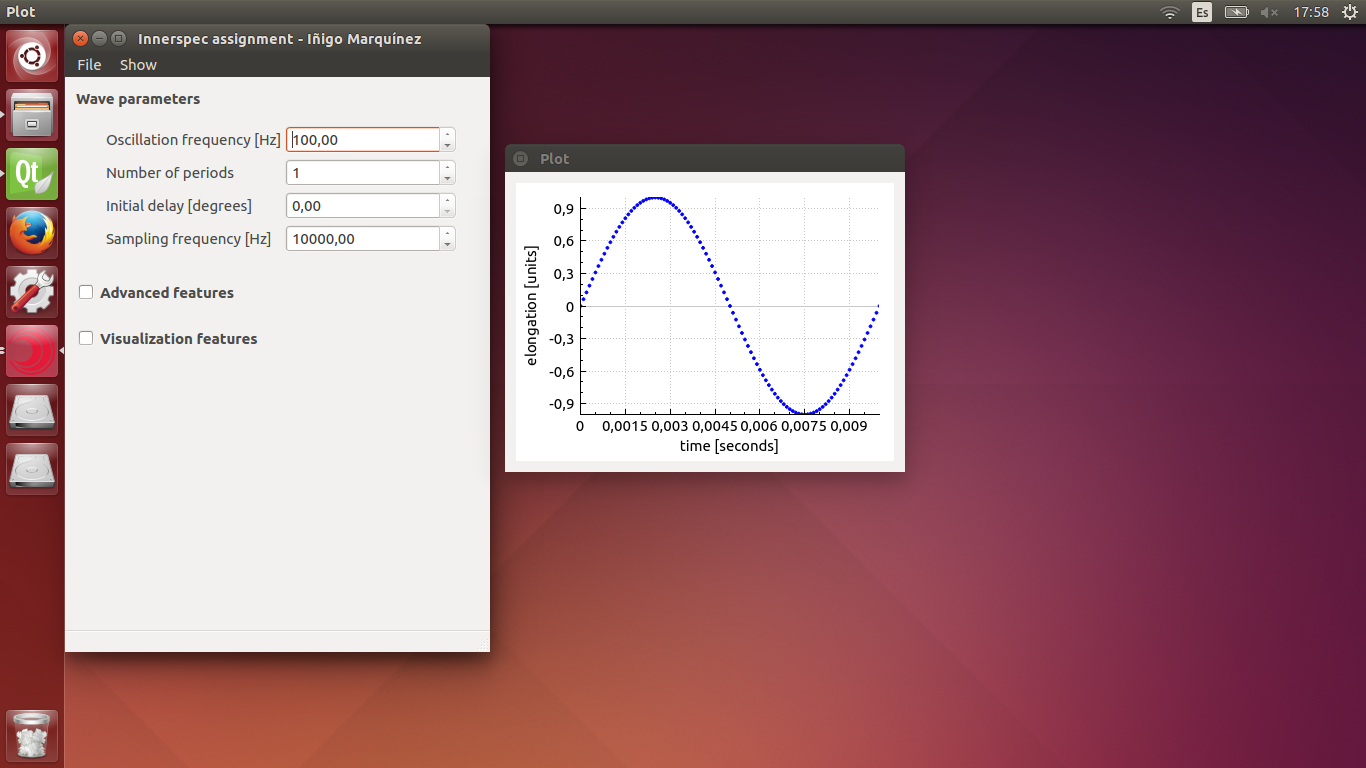 Plot
Es
17:58
Innerspec assignment - Iñigo Marquínez
File Show
Wave parameters
Oscillation frequency [Hz] 100,00
Number of periods 1
Initial delay [degrees] 0,00
Sampling frequency [Hz] 10000,00
Advanced features
Visualization features
Qt
Plot
elongation [units]
0,9
0,6
0,3
0
-0,3
-0,6
-0,9
0 0,0015 0,003 0,0045 0,006 0,0075 0,009
time [seconds]